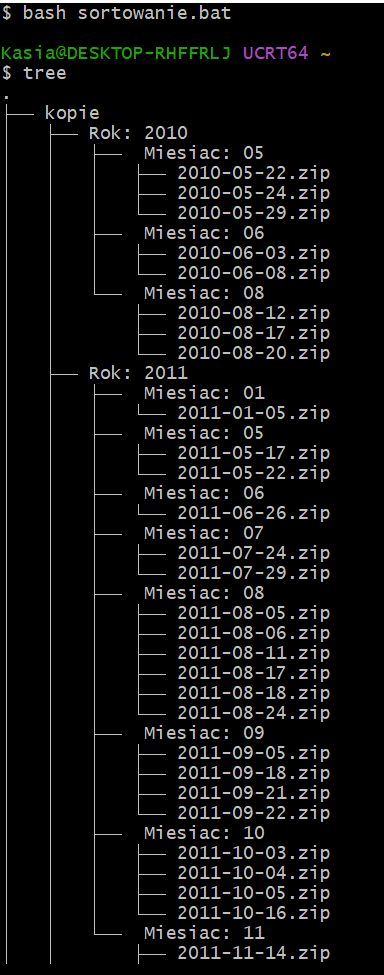 $ bash sortowanie.bat
Kasia@DESKTOP-RHFFRLJ UCRT64 ~
$ tree
.
├── kopie
│   ├── Rok: 2010
│   │   ├──  Miesiac: 05
│   │   │   ├── 2010-05-22.zip
│   │   │   ├── 2010-05-24.zip
│   │   │   └── 2010-05-29.zip
│   │   ├──  Miesiac: 06
│   │   │   ├── 2010-06-03.zip
│   │   │   └── 2010-06-08.zip
│   │   └──  Miesiac: 08
│   │       ├── 2010-08-12.zip
│   │       ├── 2010-08-17.zip
│   │       └── 2010-08-20.zip
│   ├── Rok: 2011
│   │   ├──  Miesiac: 01
│   │   │   └── 2011-01-05.zip
│   │   ├──  Miesiac: 05
│   │   │   ├── 2011-05-17.zip
│   │   │   └── 2011-05-22.zip
│   │   ├──  Miesiac: 06
│   │   │   └── 2011-06-26.zip
│   │   ├──  Miesiac: 07
│   │   │   ├── 2011-07-24.zip
│   │   │   └── 2011-07-29.zip
│   │   ├──  Miesiac: 08
│   │   │   ├── 2011-08-05.zip
│   │   │   ├── 2011-08-06.zip
│   │   │   ├── 2011-08-11.zip
│   │   │   ├── 2011-08-17.zip
│   │   │   ├── 2011-08-18.zip
│   │   │   └── 2011-08-24.zip
│   │   ├──  Miesiac: 09
│   │   │   ├── 2011-09-05.zip
│   │   │   ├── 2011-09-18.zip
│   │   │   ├── 2011-09-21.zip
│   │   │   └── 2011-09-22.zip
│   │   ├──  Miesiac: 10
│   │   │   ├── 2011-10-03.zip
│   │   │   ├── 2011-10-04.zip
│   │   │   ├── 2011-10-05.zip
│   │   │   └── 2011-10-16.zip
│   │   └──  Miesiac: 11
│   │       ├── 2011-11-14.zip